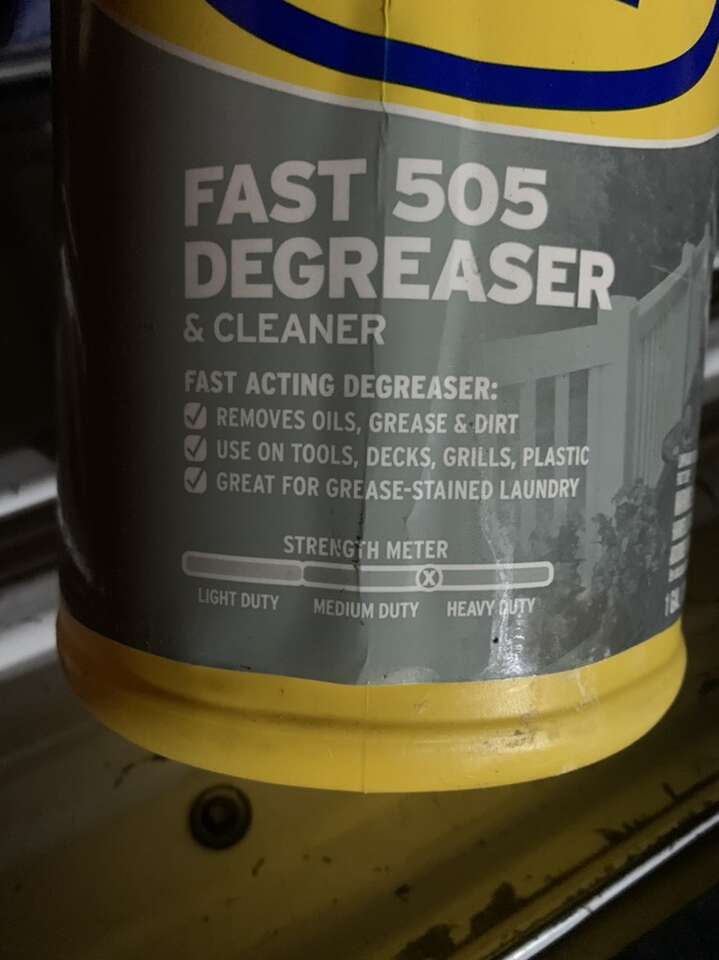 FAST 505
DEGREASER
& CLEANER
FAST ACTING DEGREASER:
REMOVES OILS, GREASE & DIRT
USE ON TOOLS, DECKS, GRILLS, PLASTIC
GREAT FOR GREASE-STAINED LAUNDRY
STRENGTH METER
X
LIGHT DUTY MEDIUM DUTY HEAVY DUTY